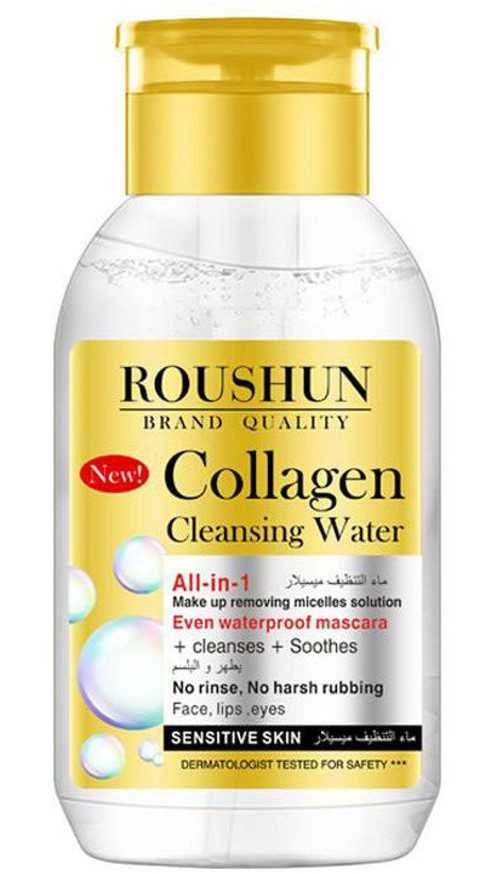 ROUSHUN
BRAND QUALITY
New!
Collagen
Cleansing Water
All-in-1 ماء التنظيف ميسيلار
Make up removing micelles solution
Even waterproof mascara
+ cleanses + Soothes
يطهر و البلسم
No rinse, No harsh rubbing
Face, lips ,eyes
SENSITIVE SKIN ماء التنظيف ميسيلار
DERMATOLOGIST TESTED FOR SAFETY ***